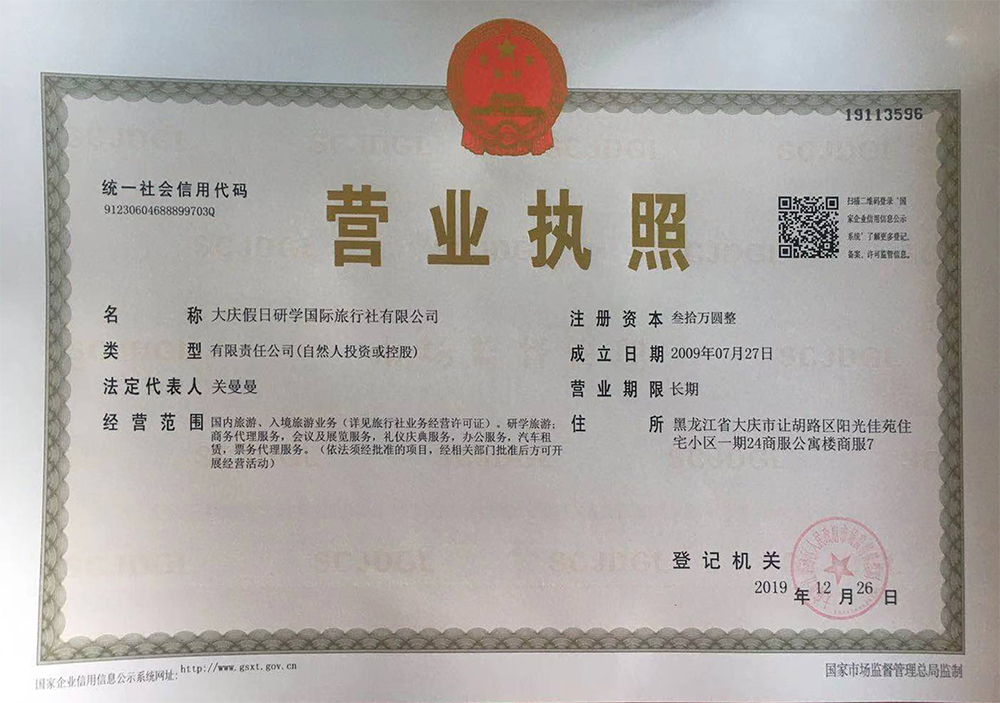 19113596
统一社会信用代码
91230604688899703Q
营业执照
扫描二维码登录‘国
家企业信用信息公示
系统’了解更多登记、
备案、许可监管信息。
名称 大庆假日研学国际旅行社有限公司
类型 有限责任公司(自然人投资或控股)
法定代表人 关曼曼
经营范围 国内旅游、入境旅游业务（详见旅行社业务经营许可证）、研学旅游；
商务代理服务，会议及展览服务，礼仪庆典服务，办公服务，汽车租
赁，票务代理服务。（依法须经批准的项目，经相关部门批准后方可开
展经营活动）
注册资本 叁拾万圆整
成立日期 2009年07月27日
营业期限 长期
住所 黑龙江省大庆市让胡路区阳光佳苑住
宅小区一期24商服公寓楼商服7
登记机关
2019 年 12 月 26 日
国家企业信用信息公示系统网址: http://www.gsxt.gov.cn
国家市场监督管理总局监制